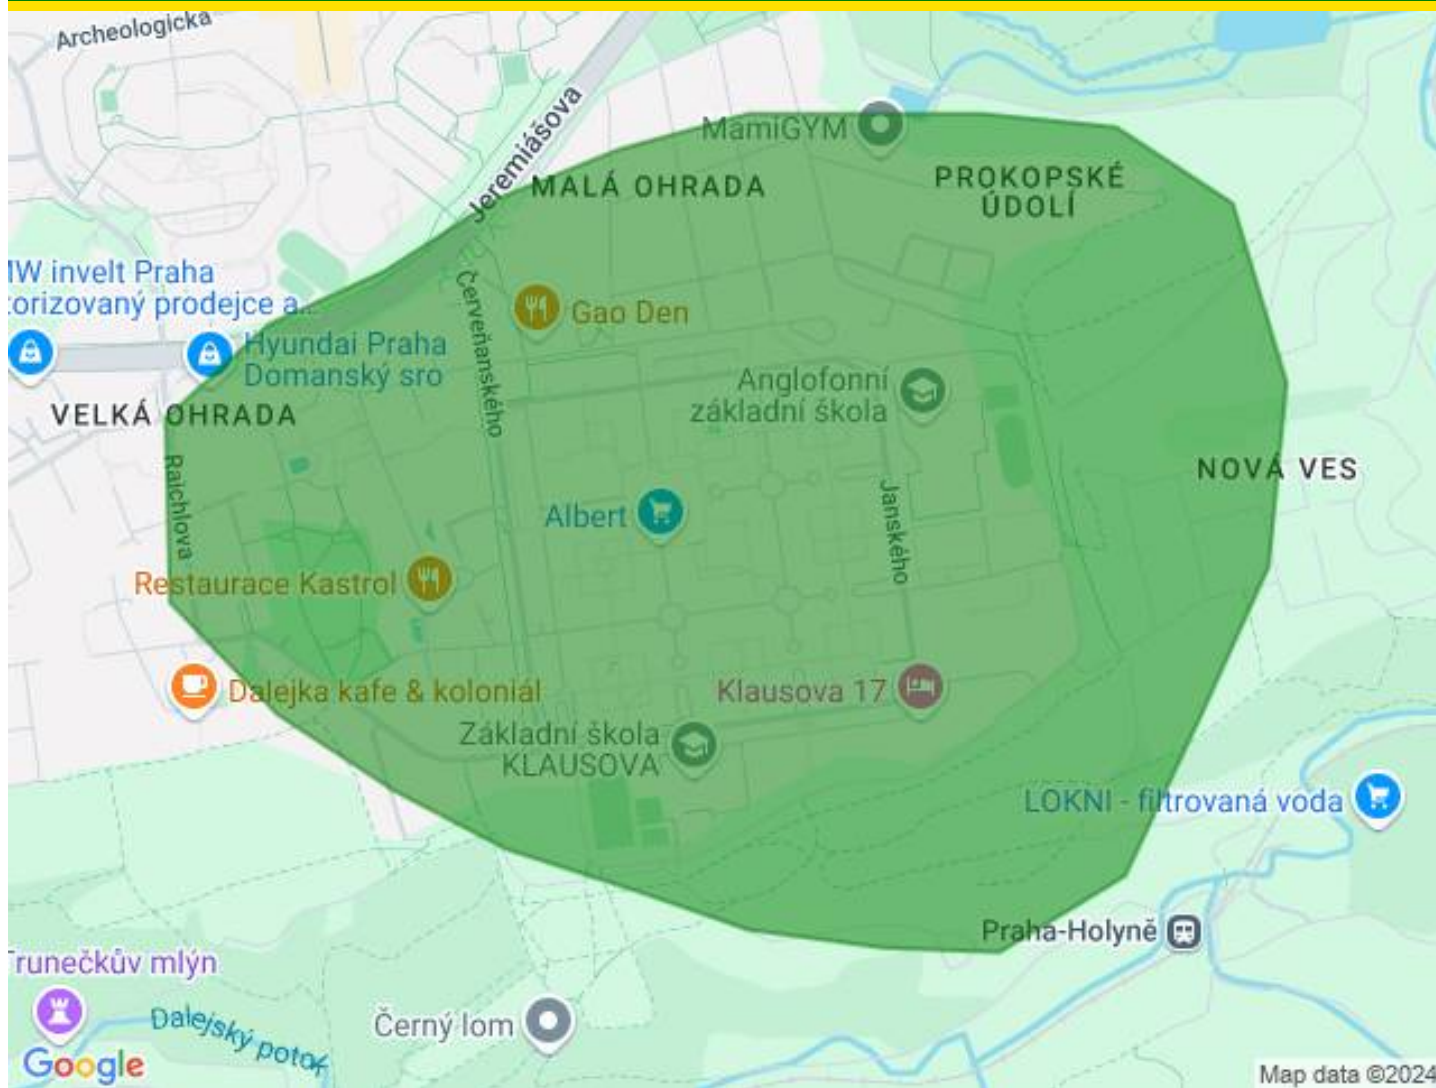 Archeologická
Jeremiášova
MamiGYM
MALÁ OHRADA
PROKOPSKÉ
ÚDOLÍ
MW invelt Praha
torizovaný prodejce a...
Červeňanského
Gao Den
Hyundai Praha
Domanský sro
Anglofonní
základní škola
VELKÁ OHRADA
Raichlova
NOVÁ VES
Albert
Janského
Restaurace Kastrol
Dalejka kafe & koloniál
Klausova 17
Základní škola
KLAUSOVA
LOKNI - filtrovaná voda
Praha-Holyně
Trunečkův mlýn
Dalejský potok
Černý lom
Google
Map data ©2024